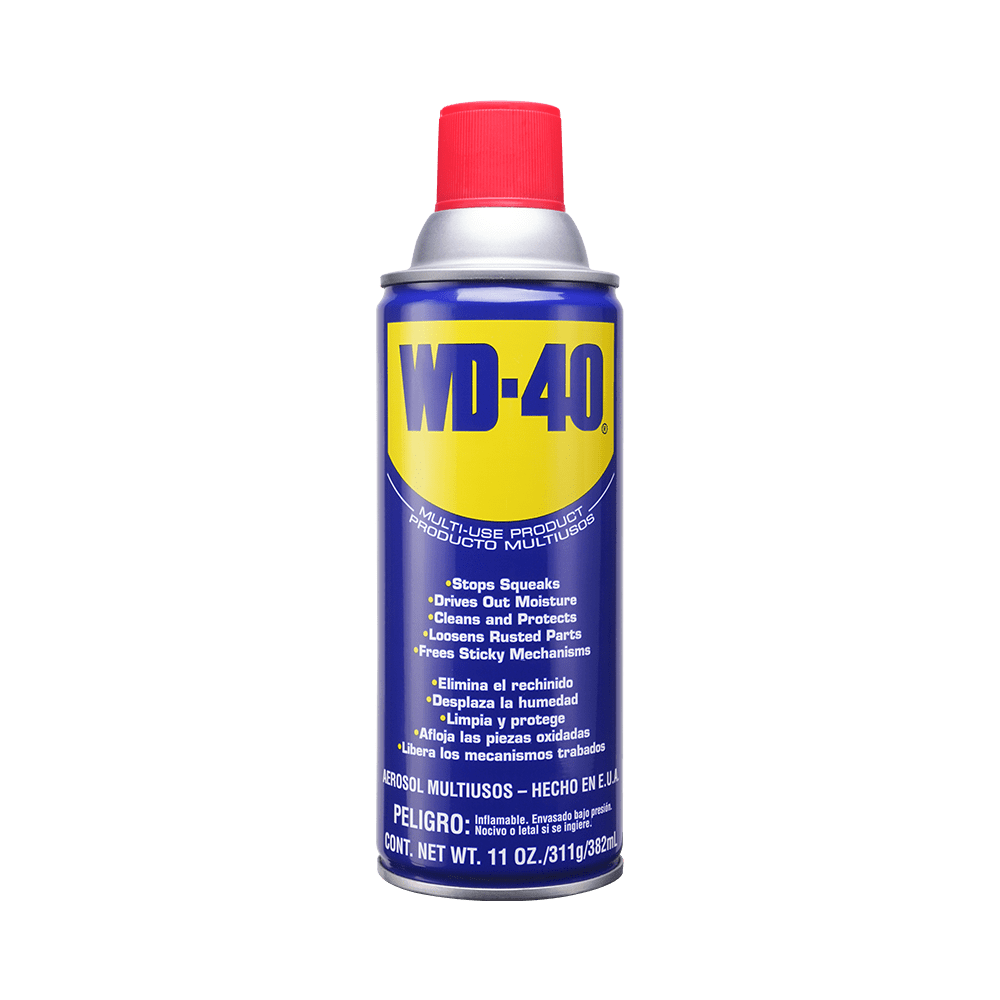 WD-40®
MULTI-USE PRODUCT
PRODUCTO MULTIUSOS
•Stops Squeaks
•Drives Out Moisture
•Cleans and Protects
•Loosens Rusted Parts
•Frees Sticky Mechanisms
•Elimina el rechinido
•Desplaza la humedad
•Limpia y protege
•Afloja las piezas oxidadas
•Libera los mecanismos trabados
AEROSOL MULTIUSOS – HECHO EN E.U.A.
PELIGRO: Inflamable. Envasado bajo presión.
Nocivo o letal si se ingiere.
CONT. NET WT. 11 OZ./311g/382mL